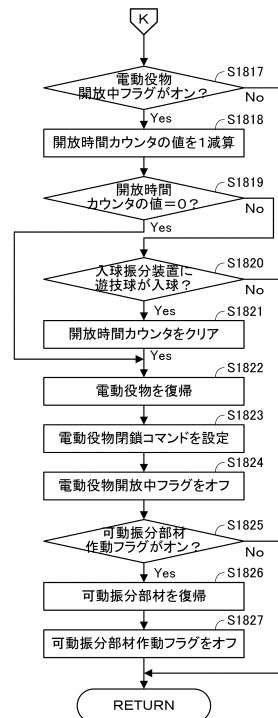 K
S1817
電動役物
開放中フラグがオン？
No
Yes
S1818
開放時間カウンタの値を1減算
S1819
開放時間
カウンタの値＝0？
No
Yes
S1820
入球振分装置に
遊技球が入球？
No
Yes
S1821
開放時間カウンタをクリア
Yes
S1822
電動役物を復帰
S1823
電動役物閉鎖コマンドを設定
S1824
電動役物開放中フラグをオフ
S1825
可動振分部材
作動フラグがオン？
No
Yes
S1826
可動振分部材を復帰
S1827
可動振分部材作動フラグをオフ
RETURN